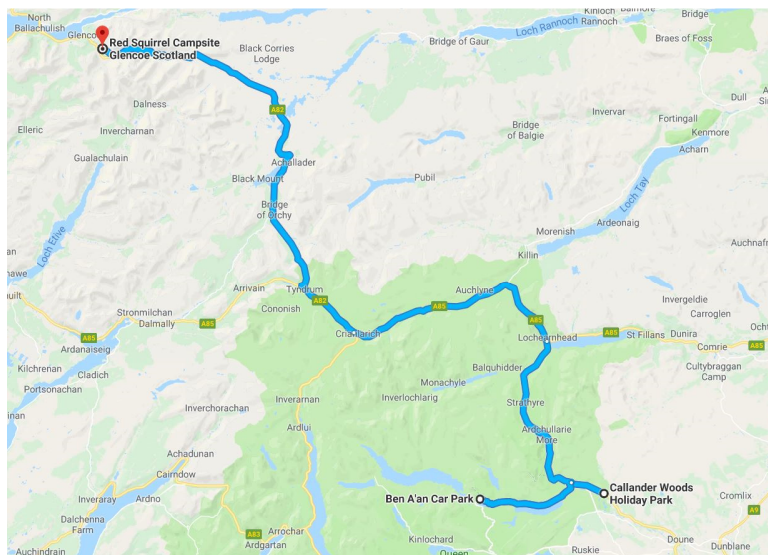 North
Ballachulish
Glencoe
Red Squirrel Campsite
Glencoe Scotland
Kinloch
Rannoch
Bridge
Loch Rannoch
Bridge of Gaur
Braes of Foss
Black Corries
Lodge
Dalness
Dull
A82
Elleric
Invercharnan
Invervar
Fortingall
Kenmore
Bridge
of Balgie
Acharn
Gualachulain
Achallader
Black Mount
Pubil
Loch Tay
Bridge
of Orchy
Ardeonaig
Loch Etive
Morenish
Killin
Auchnaf
an
Arrivain
Tyndrum
Auchlyne
A82
A85
Cononish
Invergeldie
Carroglen
Stronmilchan
Dalmally
A85
A85
A85
Crianlarich
Lochearnhead
A85
St Fillans
Dunira
Comrie
A85
Ardanaiseig
Kilchrenan
Cladich
Portsonachan
Balquhidder
Cultybraggan
Camp
Monachyle
Inverarnan
Inverlochlarig
Inverchorachan
Strathyre
Ardlui
Ardchullarie
More
Achadunan
Cairndow
Callander Woods
Holiday Park
Ben A'an Car Park
Cromlix
Inveraray
Ardno
Dalchenna
Farm
A9
A83
Arrochar
Ardgartan
Kinlochard
Doune
Dunblane
Ruskie
Auchindrain
Queen